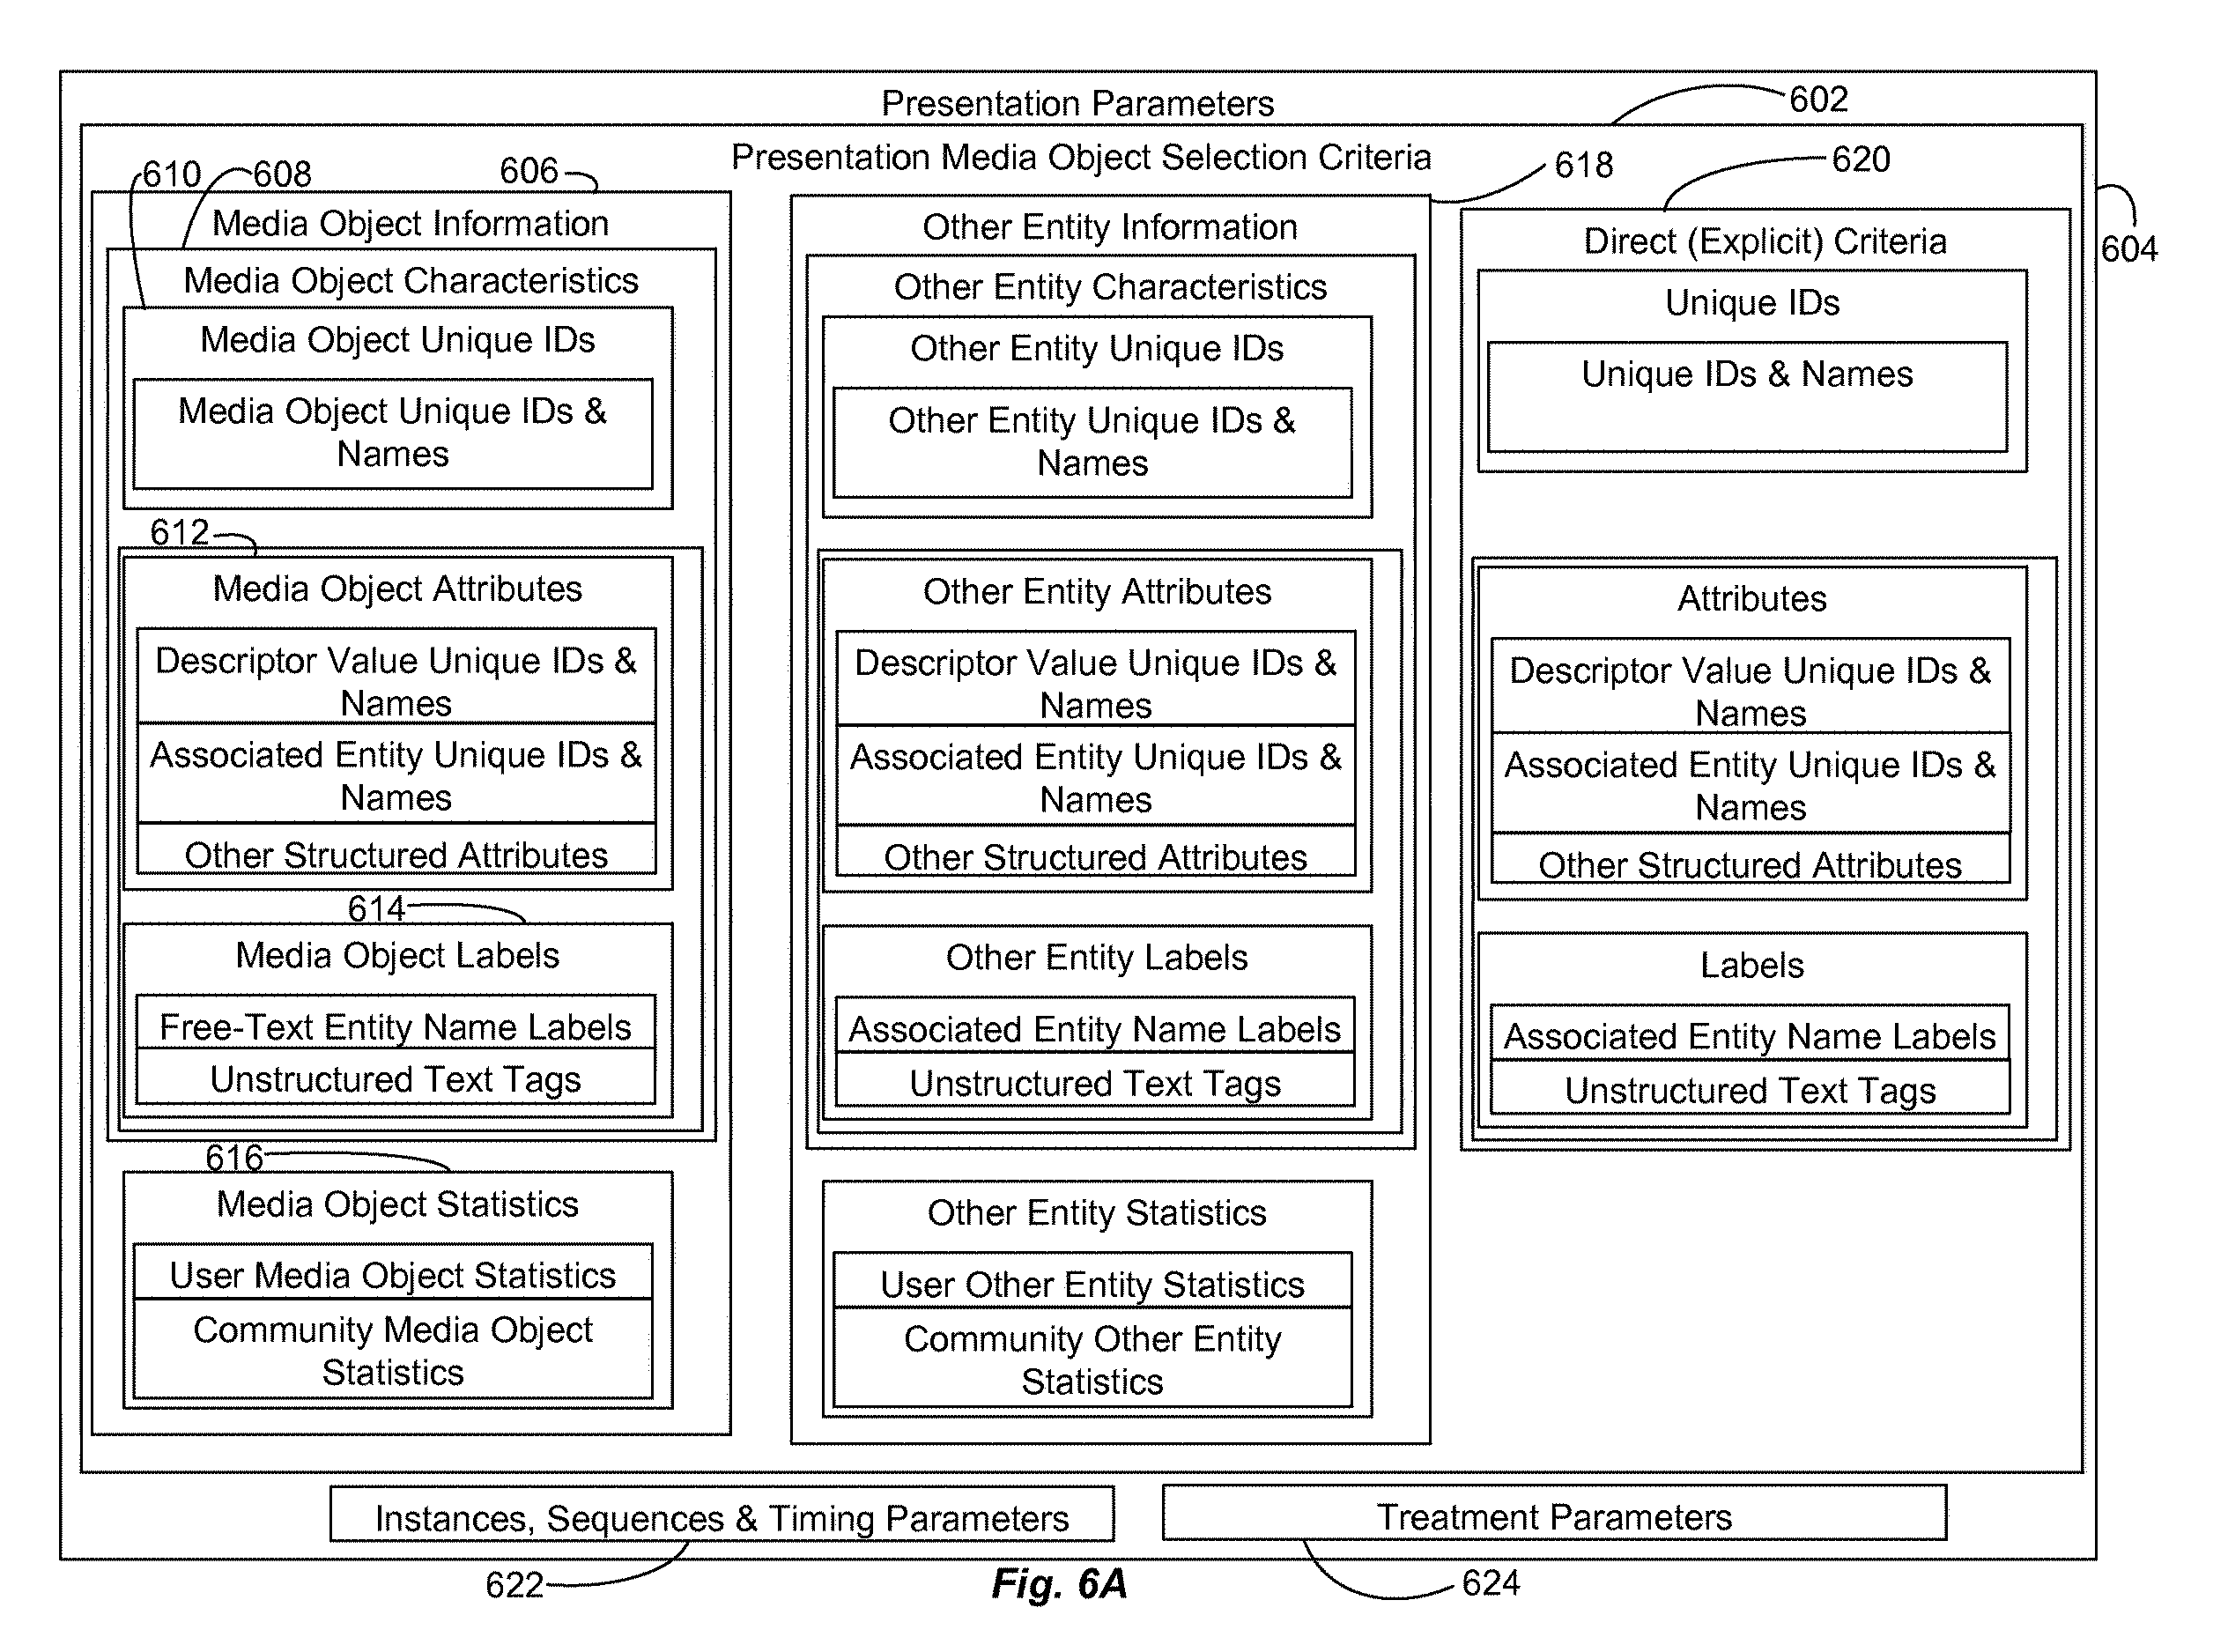 Presentation Parameters
602
Presentation Media Object Selection Criteria
610
608
606
618
620
604
Media Object Information
Media Object Characteristics
Media Object Unique IDs
Media Object Unique IDs &
Names
612
Media Object Attributes
Descriptor Value Unique IDs &
Names
Associated Entity Unique IDs &
Names
Other Structured Attributes
614
Media Object Labels
Free-Text Entity Name Labels
Unstructured Text Tags
616
Media Object Statistics
User Media Object Statistics
Community Media Object
Statistics
Other Entity Information
Other Entity Characteristics
Other Entity Unique IDs
Other Entity Unique IDs &
Names
Other Entity Attributes
Descriptor Value Unique IDs &
Names
Associated Entity Unique IDs &
Names
Other Structured Attributes
Other Entity Labels
Associated Entity Name Labels
Unstructured Text Tags
Other Entity Statistics
User Other Entity Statistics
Community Other Entity
Statistics
Direct (Explicit) Criteria
Unique IDs
Unique IDs & Names
Attributes
Descriptor Value Unique IDs &
Names
Associated Entity Unique IDs &
Names
Other Structured Attributes
Labels
Associated Entity Name Labels
Unstructured Text Tags
Instances, Sequences & Timing Parameters
Treatment Parameters
622
Fig. 6A
624